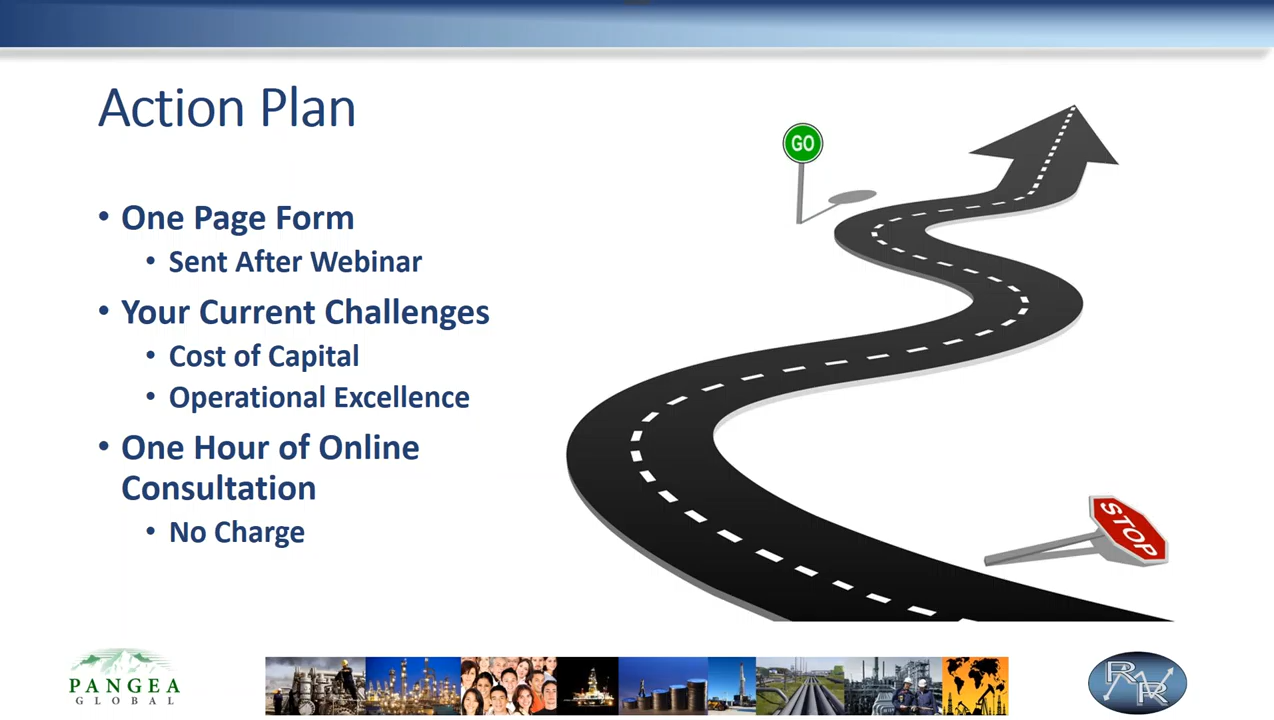 Action Plan
• One Page Form
• Sent After Webinar
• Your Current Challenges
• Cost of Capital
• Operational Excellence
• One Hour of Online
Consultation
• No Charge
GO
STOP
PANGEA
GLOBAL
R R